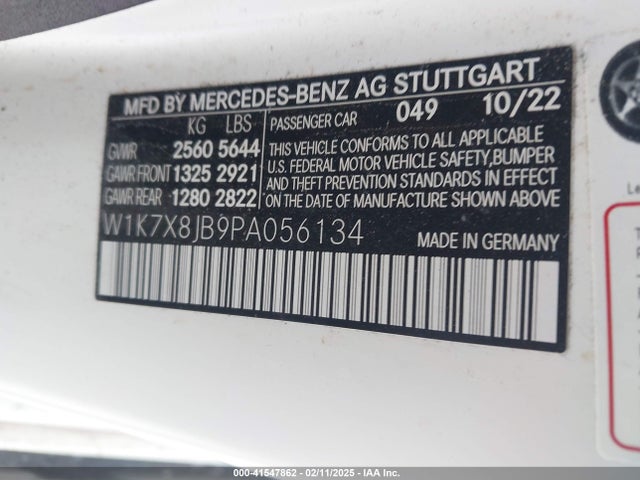 MFD BY MERCEDES-BENZ AG STUTTGART
KG LBS PASSENGER CAR 049 10/22
GVWR 2560 5644
GAWR FRONT 1325 2921
GAWR REAR 1280 2822
THIS VEHICLE CONFORMS TO ALL APPLICABLE
U.S. FEDERAL MOTOR VEHICLE SAFETY, BUMPER
AND THEFT PREVENTION STANDARDS IN EFFECT
ON THE DATE OF MANUFACTURE SHOWN ABOVE
W1K7X8JB9PA056134 MADE IN GERMANY
000-41547862 - 02/11/2025 - IAA Inc.